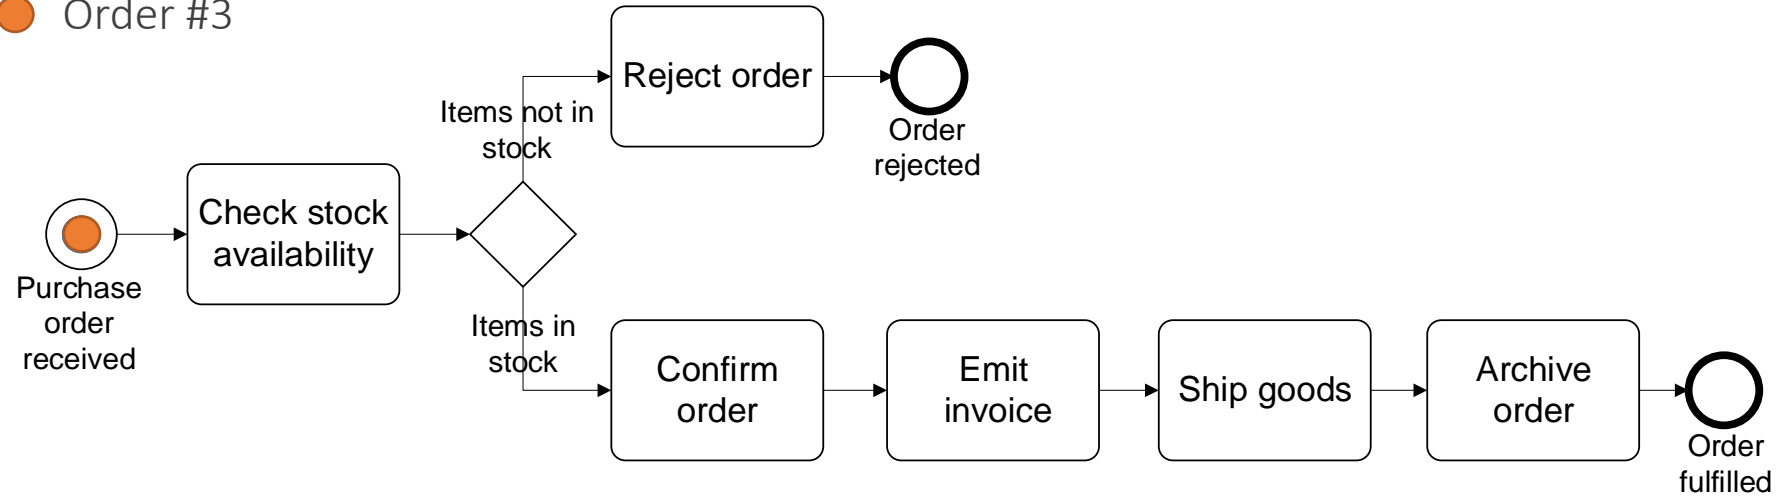 Order #3
Reject order
Items not in
stock
Order
rejected
Check stock
availability
Purchase
order
received
Items in
stock
Confirm
order
Emit
invoice
Ship goods
Archive
order
Order
fulfilled